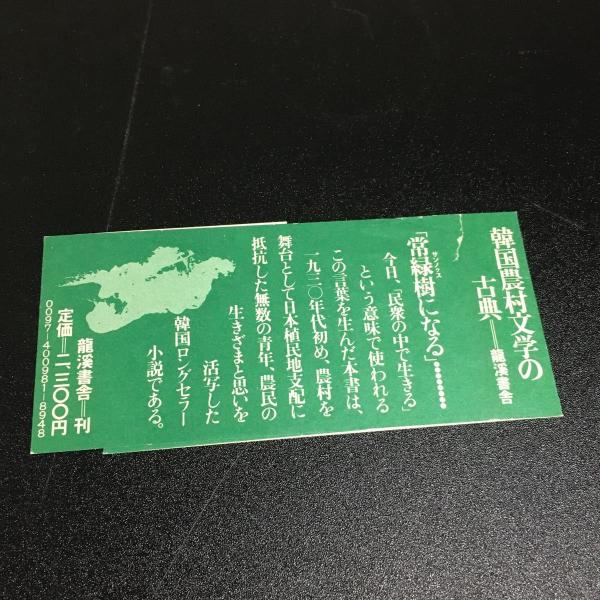 韓国農村文学の
古典＝龍溪書舎
サンノクス
「常緑樹になる」………
今日、「民衆の中で生きる」
という意味で使われる
この言葉を生んだ本書は、
一九三〇年代初め、農村を
舞台として日本植民地支配に
抵抗した無数の青年、農民の
生きざまと思いを
活写した
韓国ロングセラー
小説である。
龍溪書舎＝刊
定価＝二、三〇〇円
0097-400981-8948